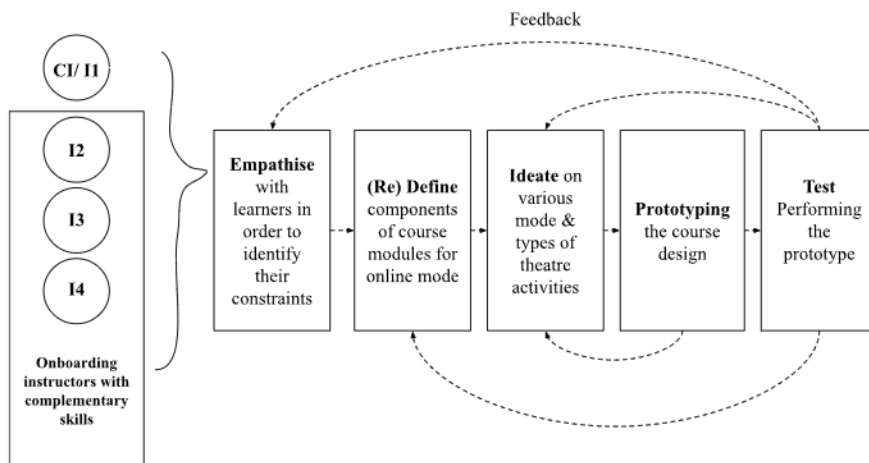 Feedback
CI/ I1
I2
I3
I4
Onboarding
instructors with
complementary
skills
Empathise
with
learners in
order to
identify
their
constraints
(Re) Define
components
of course
modules for
online mode
Ideate on
various
mode &
types of
theatre
activities
Prototyping
the course
design
Test
Performing
the
prototype